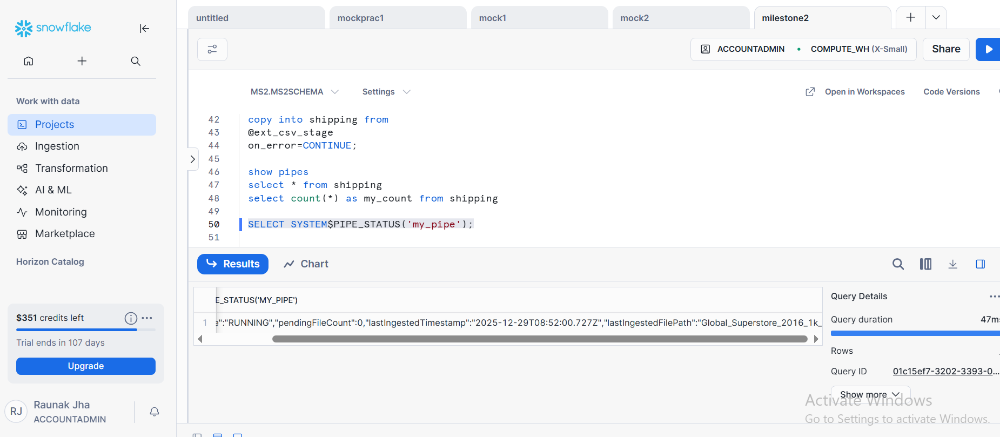 snowflake
untitled
mockprac1
mock1
mock2
milestone2
ACCOUNTADMIN • COMPUTE_WH (X-Small)
Share
Work with data
Projects
Ingestion
Transformation
AI & ML
Monitoring
Marketplace
Horizon Catalog
$351 credits left
Trial ends in 107 days
Upgrade
RJ
Raunak Jha
ACCOUNTADMIN
MS2.MS2SCHEMA
Settings
Open in Workspaces
Code Versions
42 copy into shipping from
43 @ext_csv_stage
44 on_error=CONTINUE;
45
46 show pipes
47 select * from shipping
48 select count(*) as my_count from shipping
49
50 SELECT SYSTEM$PIPE_STATUS('my_pipe');
51
Results
Chart
E_STATUS('MY_PIPE')
1 e":"RUNNING","pendingFileCount":0,"lastIngestedTimestamp":"2025-12-29T08:52:00.727Z","lastIngestedFilePath":"Global_Superstore_2016_1k_
Query Details
Query duration 47ms
Rows
Query ID 01c15ef7-3202-3393-0...
Show more
Activate Windows
Go to Settings to activate Windows.